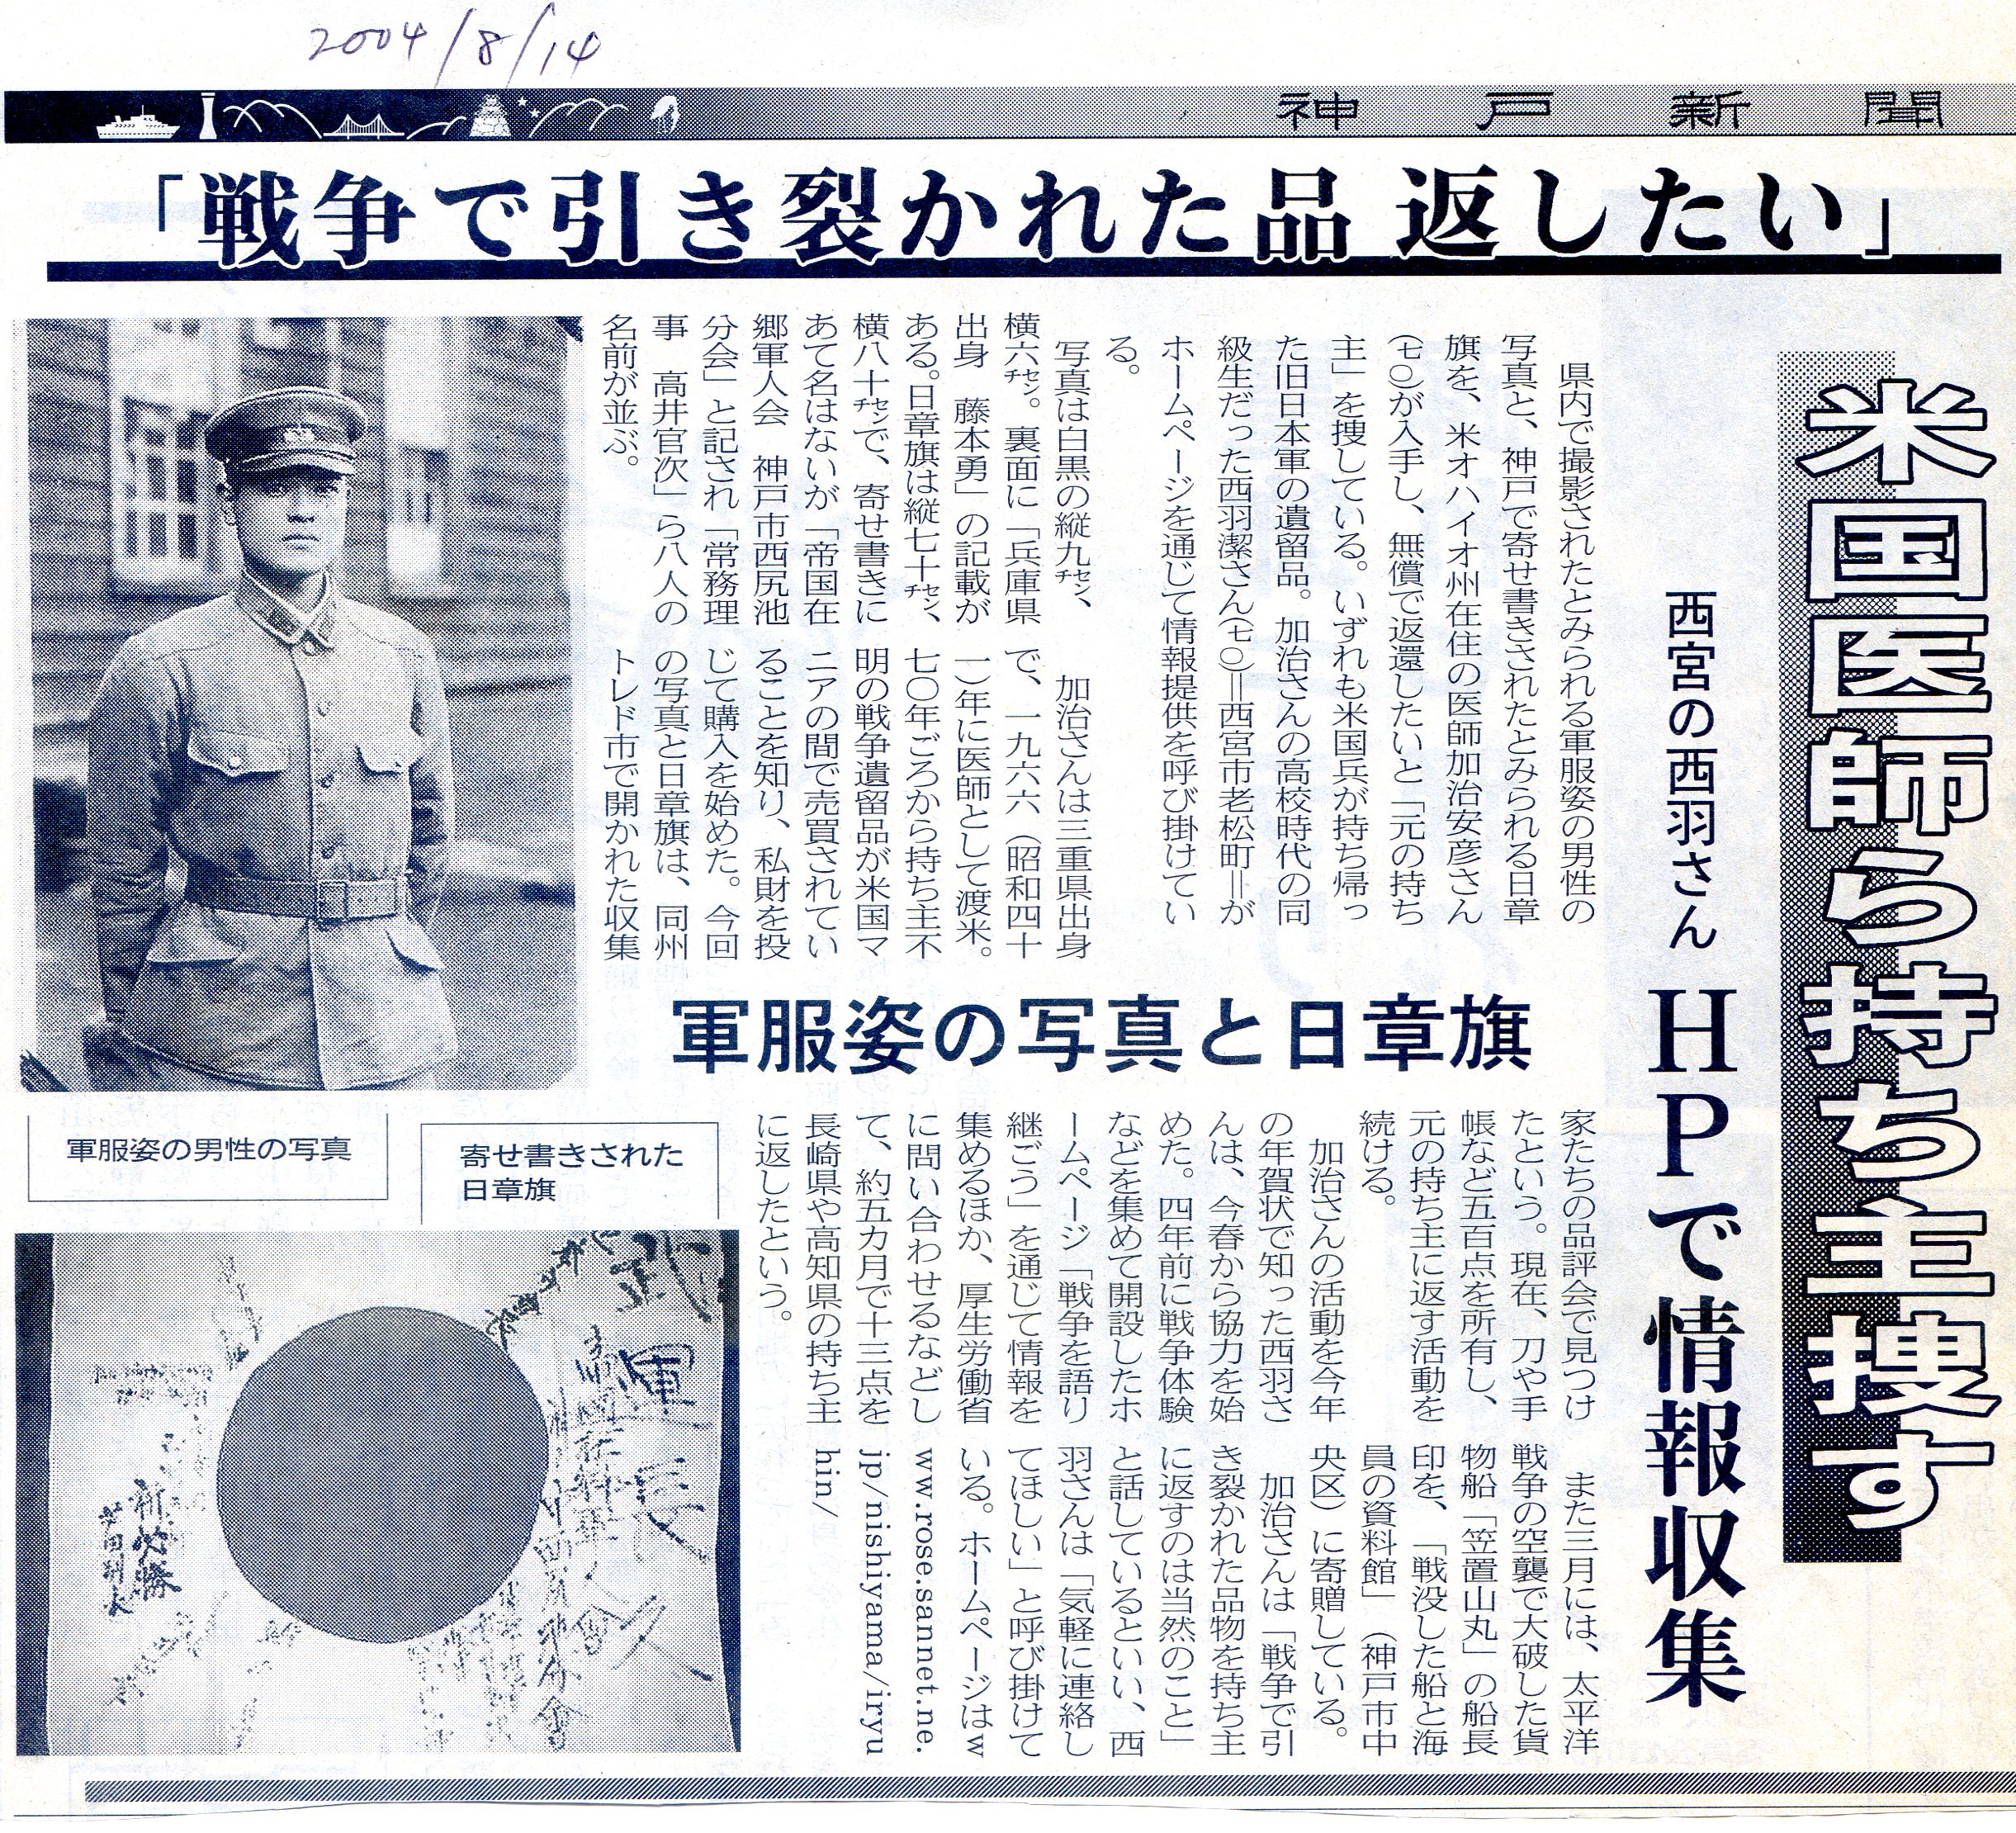 2004/8/14
神戸新聞
「戦争で引き裂かれた品 返したい」
米国医師ら持ち主捜す
西宮の西羽さん HPで情報収集
県内で撮影されたとみられる軍服姿の男性の
写真と、神戸で寄せ書きされたとみられる日章
旗を、米オハイオ州在住の医師加治安彦さん
(七〇)が入手し、無償で返還したいと「元の持ち
主」を捜している。いずれも米国兵が持ち帰っ
た旧日本軍の遺留品。加治さんの高校時代の同
級生だった西羽潔さん(七〇)=西宮市老松町=が
ホームページを通じて情報提供を呼び掛けてい
る。
写真は白黒の縦九㌢、
横六㌢。裏面に「兵庫県
出身 藤本勇」の記載が
ある。日章旗は縦七十㌢、
横八十㌢で、寄せ書きに
あて名はないが「帝国在
郷軍人会 神戸市西尻池
分会」と記され「常務理
事 高井官次」ら八人の
名前が並ぶ。
加治さんは三重県出身
で、一九六六（昭和四十
一）年に医師として渡米。
七〇年ごろから持ち主不
明の戦争遺留品が米国マ
ニアの間で売買されてい
ることを知り、私財を投
じて購入を始めた。今回
の写真と日章旗は、同州
トレド市で開かれた収集
軍服姿の写真と日章旗
家たちの品評会で見つけ
たという。現在、刀や手
帳など五百点を所有し、
元の持ち主に返す活動を
続ける。
加治さんの活動を今年
の年賀状で知った西羽さ
んは、今春から協力を始
めた。四年前に戦争体験
などを集めて開設したホ
ームページ「戦争を語り
継ごう」を通じて情報を
集めるほか、厚生労働省
に問い合わせるなどし
て、約五カ月で十三点を
長崎県や高知県の持ち主
に返したという。
また三月には、太平洋
戦争の空襲で大破した貨
物船「笠置山丸」の船長
印を、「戦没した船と海
員の資料館」（神戸市中
央区）に寄贈している。
加治さんは「戦争で引
き裂かれた品物を持ち主
に返すのは当然のこと」
と話しているといい、西
羽さんは「気軽に連絡し
てほしい」と呼び掛けて
いる。ホームページはw
ww.rose.sannet.ne.
jp/nishiyama/iryu
hin/
軍服姿の男性の写真
寄せ書きされた
日章旗
武運長久
祈必勝